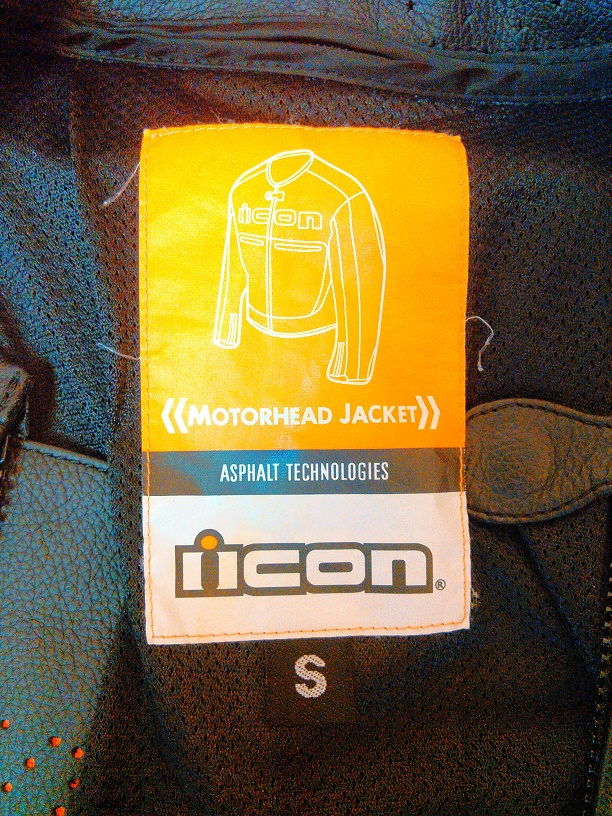 icon
«MOTORHEAD JACKET»
ASPHALT TECHNOLOGIES
icon®
S